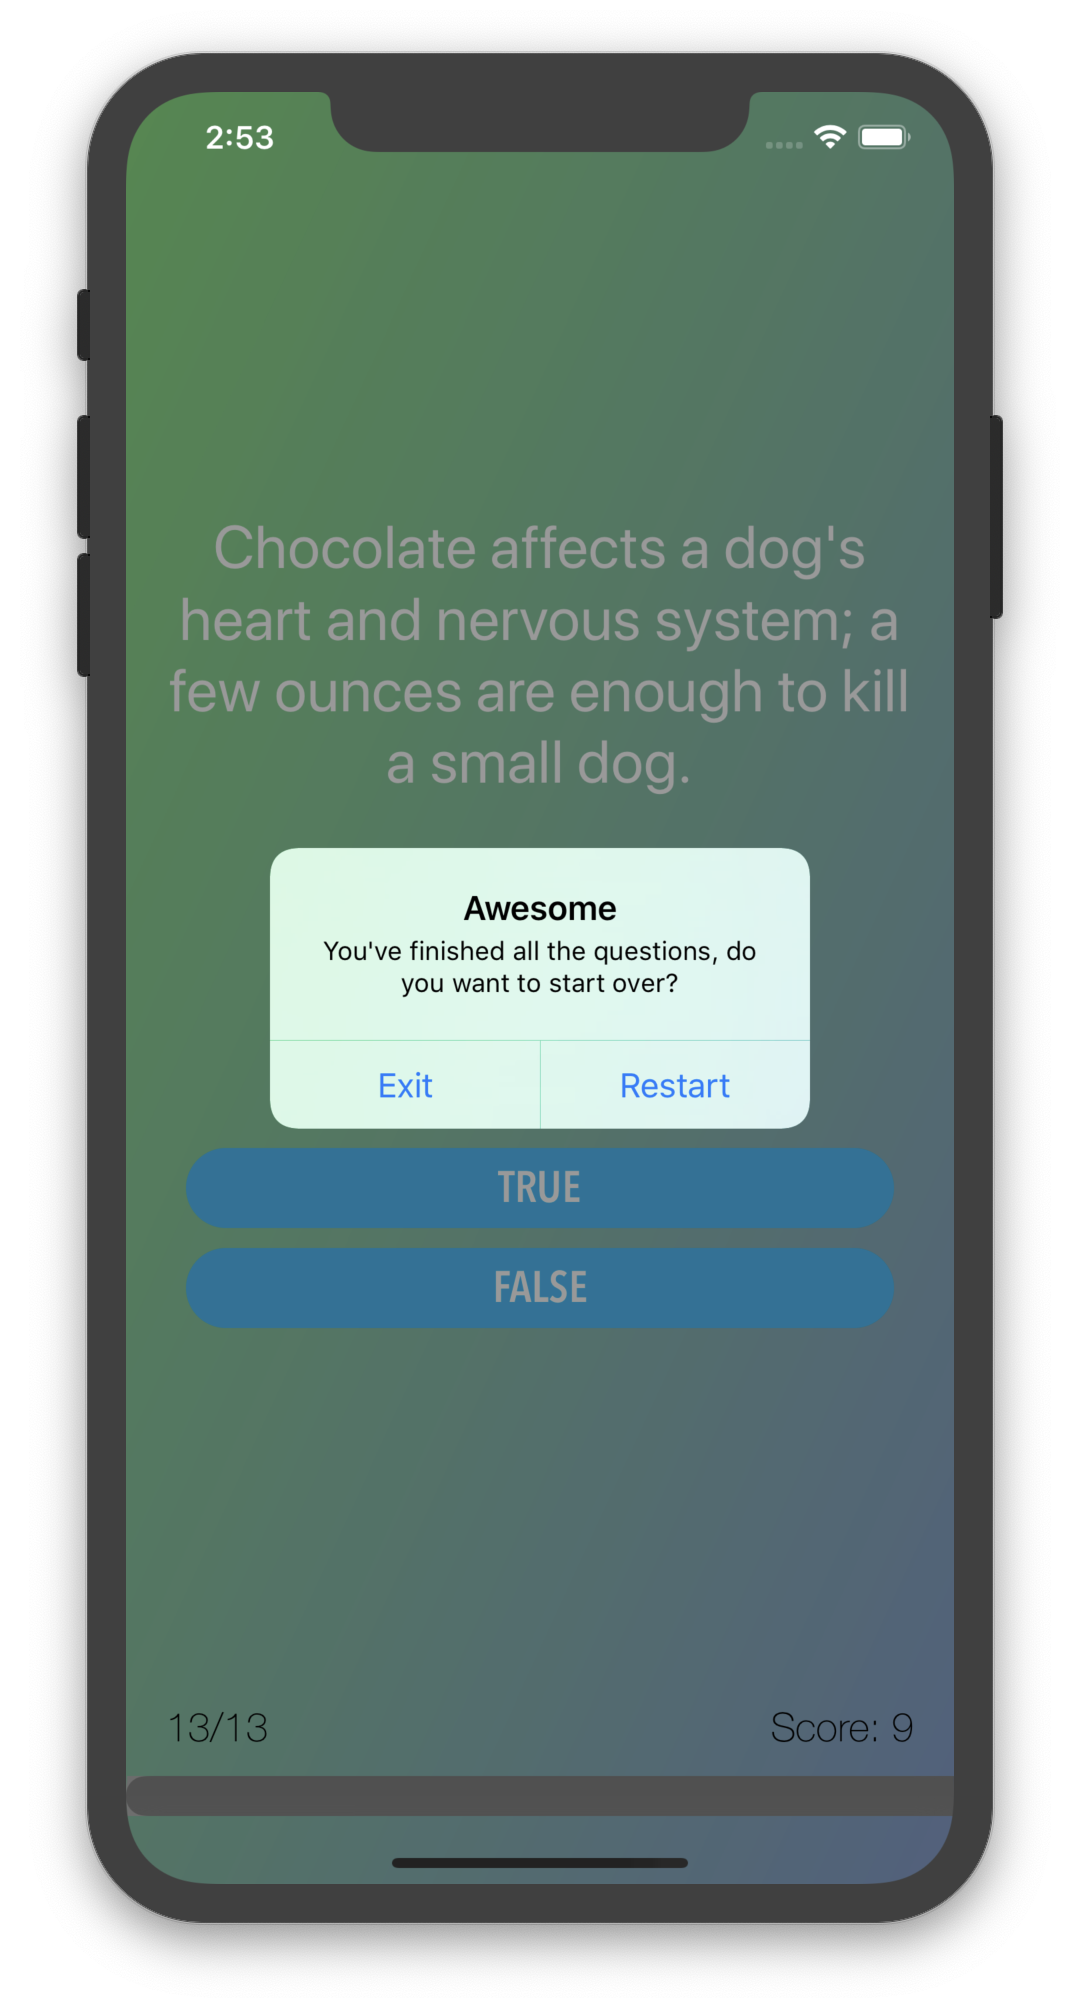 2:53
Chocolate affects a dog's
heart and nervous system; a
few ounces are enough to kill
a small dog.
Awesome
You've finished all the questions, do
you want to start over?
Exit
Restart
TRUE
FALSE
13/13
Score: 9